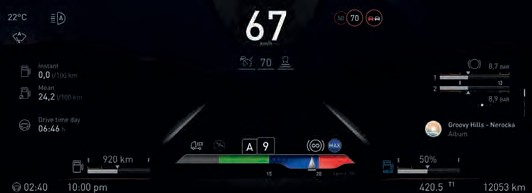 22°C
A
67
km/h
50 70
70
Instant
0,0 l/100 km
Mean
24,2 l/100 km
8,7 BAR
1
2
8,9 BAR
Drive time day
06:46 h
Groovy Hills - Nerocks
Album
A 9
MAX
920 km
50%
10 20
02:40
10:00 pm
420.5 T1
12053 km